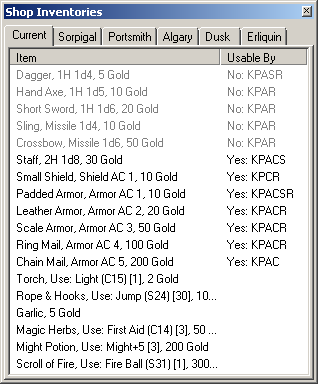 Shop Inventories
Current Sorpigal Portsmith Algary Dusk Erliquin
Item Usable By
Dagger, 1H 1d4, 5 Gold No: KPASR
Hand Axe, 1H 1d5, 10 Gold No: KPAR
Short Sword, 1H 1d6, 20 Gold No: KPAR
Sling, Missile 1d4, 10 Gold No: KPAR
Crossbow, Missile 1d6, 50 Gold No: KPAR
Staff, 2H 1d8, 30 Gold Yes: KPACS
Small Shield, Shield AC 1, 10 Gold Yes: KPCR
Padded Armor, Armor AC 1, 10 Gold Yes: KPACSR
Leather Armor, Armor AC 2, 20 Gold Yes: KPACR
Scale Armor, Armor AC 3, 50 Gold Yes: KPACR
Ring Mail, Armor AC 4, 100 Gold Yes: KPACR
Chain Mail, Armor AC 5, 200 Gold Yes: KPAC
Torch, Use: Light (C15) [1], 2 Gold
Rope & Hooks, Use: Jump (S24) [30], 10...
Garlic, 5 Gold
Magic Herbs, Use: First Aid (C14) [3], 50 ...
Might Potion, Use: Might+5 [3], 200 Gold
Scroll of Fire, Use: Fire Ball (S31) [1], 300...